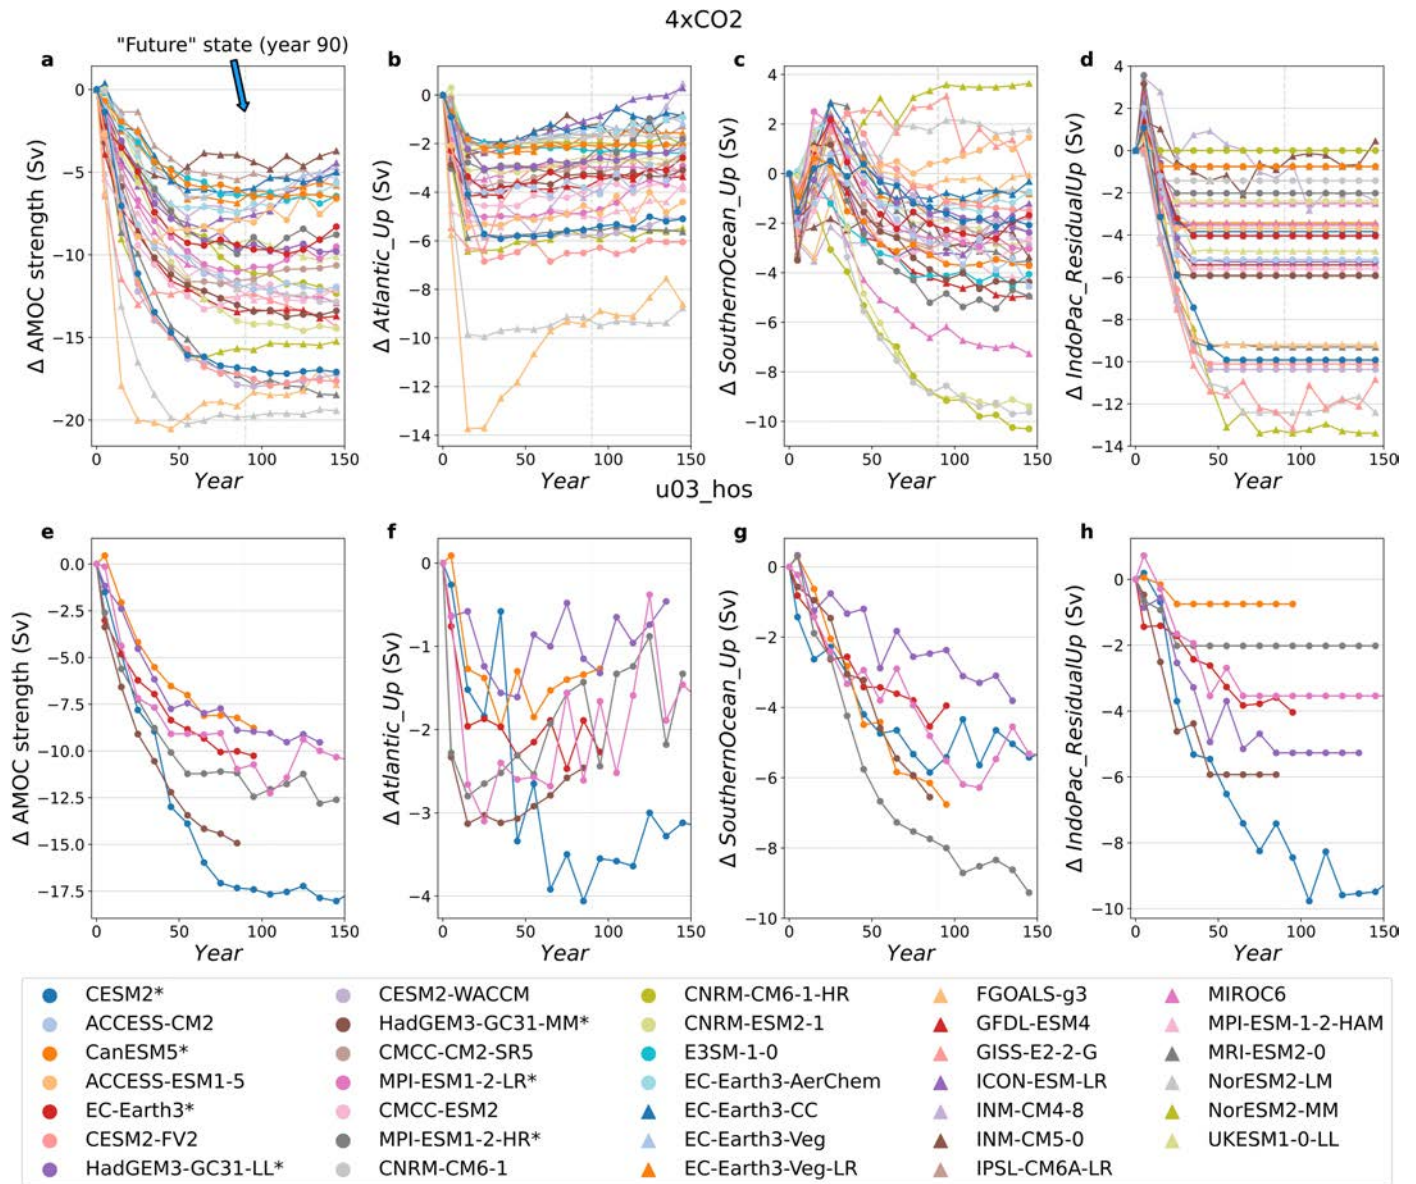 4xCO2
"Future" state (year 90)
a
b
c
d
Δ AMOC strength (Sv)
0
−5
−10
−15
−20
0 50 100 150
Year
Δ Atlantic_Up (Sv)
0
−2
−4
−6
−8
−10
−12
−14
0 50 100 150
Year
Δ SouthernOcean_Up (Sv)
4
2
0
−2
−4
−6
−8
−10
0 50 100 150
Year
Δ IndoPac_ResidualUp (Sv)
4
2
0
−2
−4
−6
−8
−10
−12
−14
0 50 100 150
Year
u03_hos
e
f
g
h
Δ AMOC strength (Sv)
0.0
−2.5
−5.0
−7.5
−10.0
−12.5
−15.0
−17.5
0 50 100 150
Year
Δ Atlantic_Up (Sv)
0
−1
−2
−3
−4
0 50 100 150
Year
Δ SouthernOcean_Up (Sv)
0
−2
−4
−6
−8
−10
0 50 100 150
Year
Δ IndoPac_ResidualUp (Sv)
0
−2
−4
−6
−8
−10
0 50 100 150
Year
CESM2*
ACCESS-CM2
CanESM5*
ACCESS-ESM1-5
EC-Earth3*
CESM2-FV2
HadGEM3-GC31-LL*
CESM2-WACCM
HadGEM3-GC31-MM*
CMCC-CM2-SR5
MPI-ESM1-2-LR*
CMCC-ESM2
MPI-ESM1-2-HR*
CNRM-CM6-1
CNRM-CM6-1-HR
CNRM-ESM2-1
E3SM-1-0
EC-Earth3-AerChem
EC-Earth3-CC
EC-Earth3-Veg
EC-Earth3-Veg-LR
FGOALS-g3
GFDL-ESM4
GISS-E2-2-G
ICON-ESM-LR
INM-CM4-8
INM-CM5-0
IPSL-CM6A-LR
MIROC6
MPI-ESM-1-2-HAM
MRI-ESM2-0
NorESM2-LM
NorESM2-MM
UKESM1-0-LL